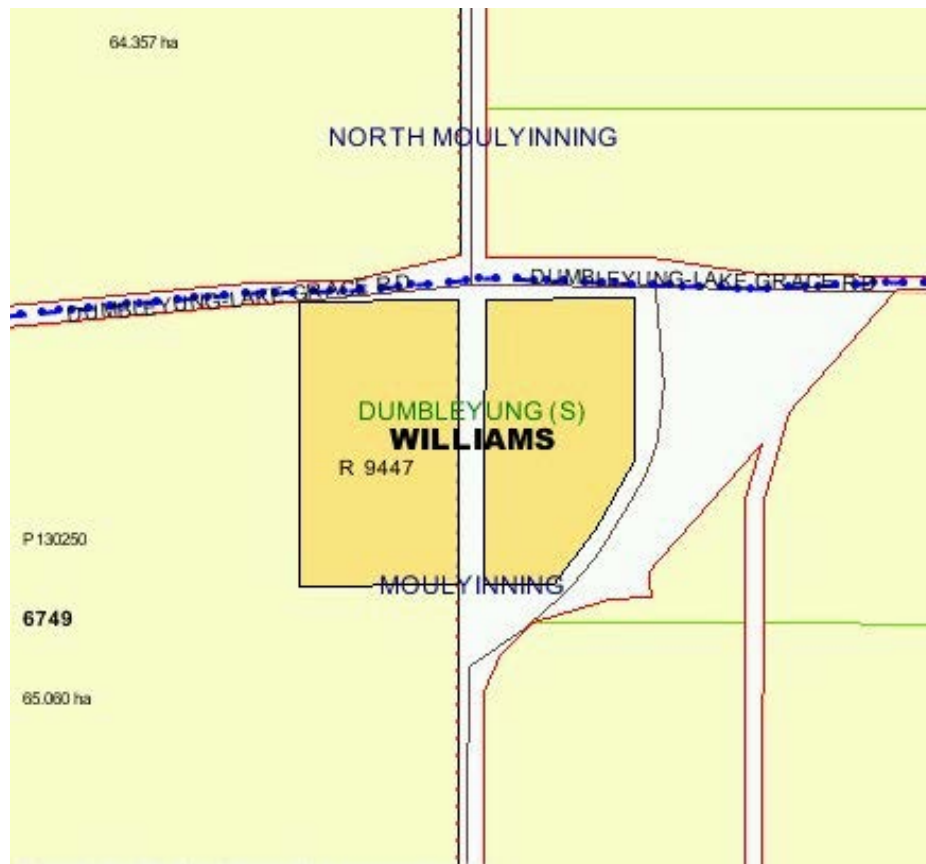 64.357 ha
NORTH MOULYINNING
DUMBLEYUNG-LAKE GRACE RD
DUMBLEYUNG-LAKE GRACE RD
DUMBLEYUNG (S)
WILLIAMS
R 9447
P 130250
MOULYINNING
6749
65.060 ha